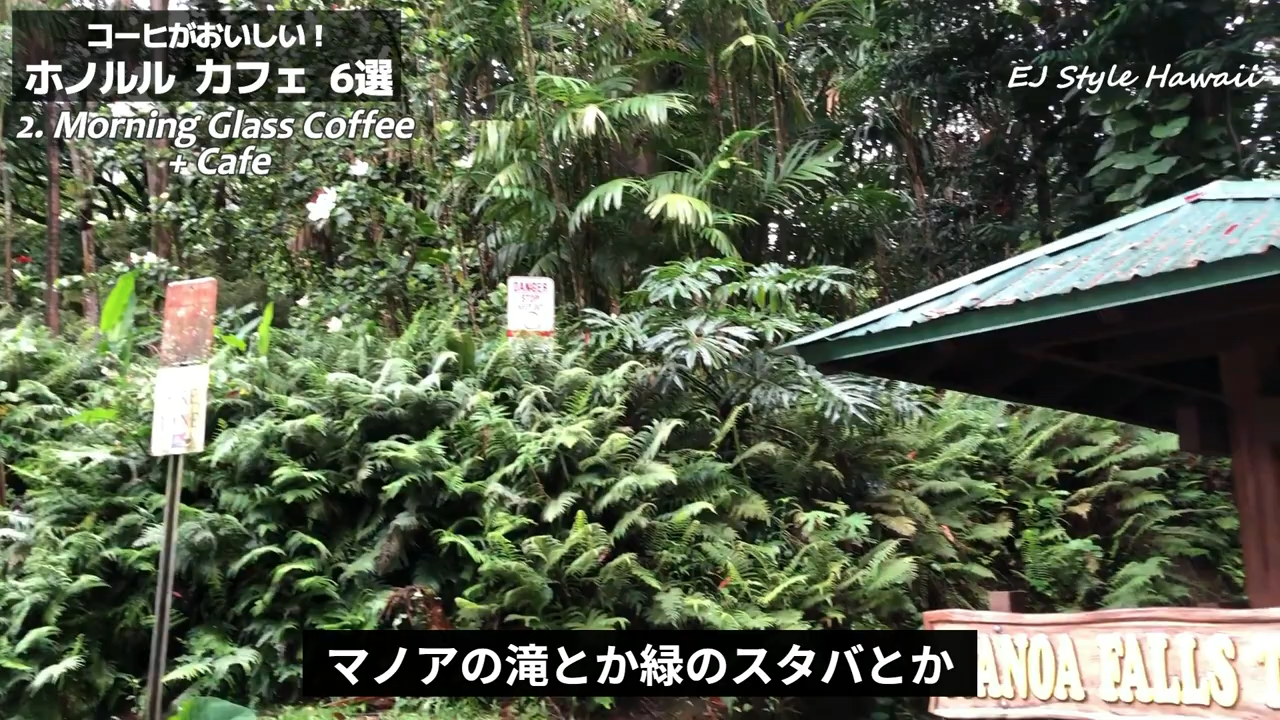 コーヒがおいしい！
ホノルル カフェ 6選
EJ Style Hawaii
2. Morning Glass Coffee
+ Cafe
DANGER
STOP
マノアの滝とか緑のスタバとか
ANOA FALLS